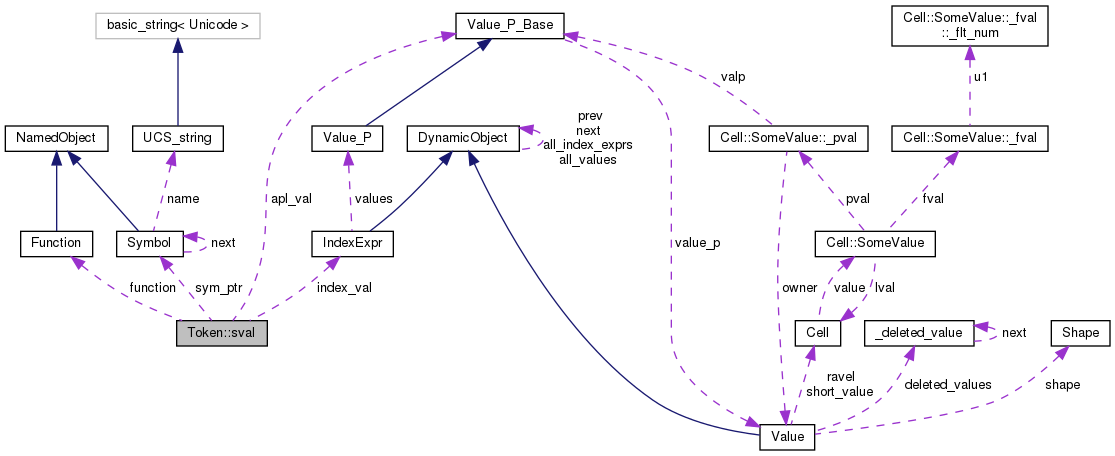 basic_string< Unicode >
Value_P_Base
Cell::SomeValue::_fval
::_flt_num
valp
u1
prev
next
all_index_exprs
all_values
NamedObject
UCS_string
Value_P
DynamicObject
Cell::SomeValue::_pval
Cell::SomeValue::_fval
name
apl_val
values
pval
fval
Function
Symbol
next
IndexExpr
value_p
Cell::SomeValue
function
sym_ptr
index_val
owner
value
lval
Token::sval
Cell
_deleted_value
next
Shape
ravel
short_value
deleted_values
shape
Value